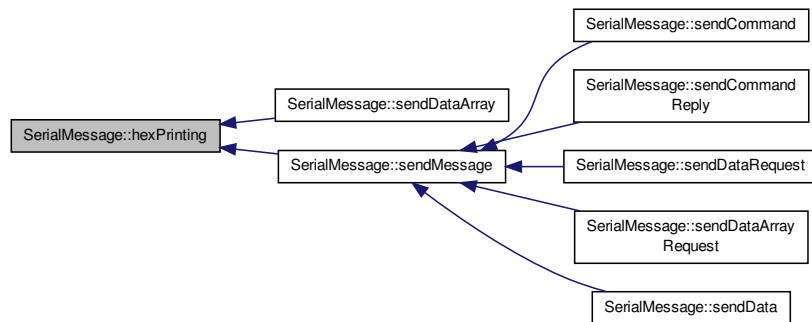 SerialMessage::sendCommand
SerialMessage::sendCommand
Reply
SerialMessage::sendDataArray
SerialMessage::hexPrinting
SerialMessage::sendMessage
SerialMessage::sendDataRequest
SerialMessage::sendDataArray
Request
SerialMessage::sendData